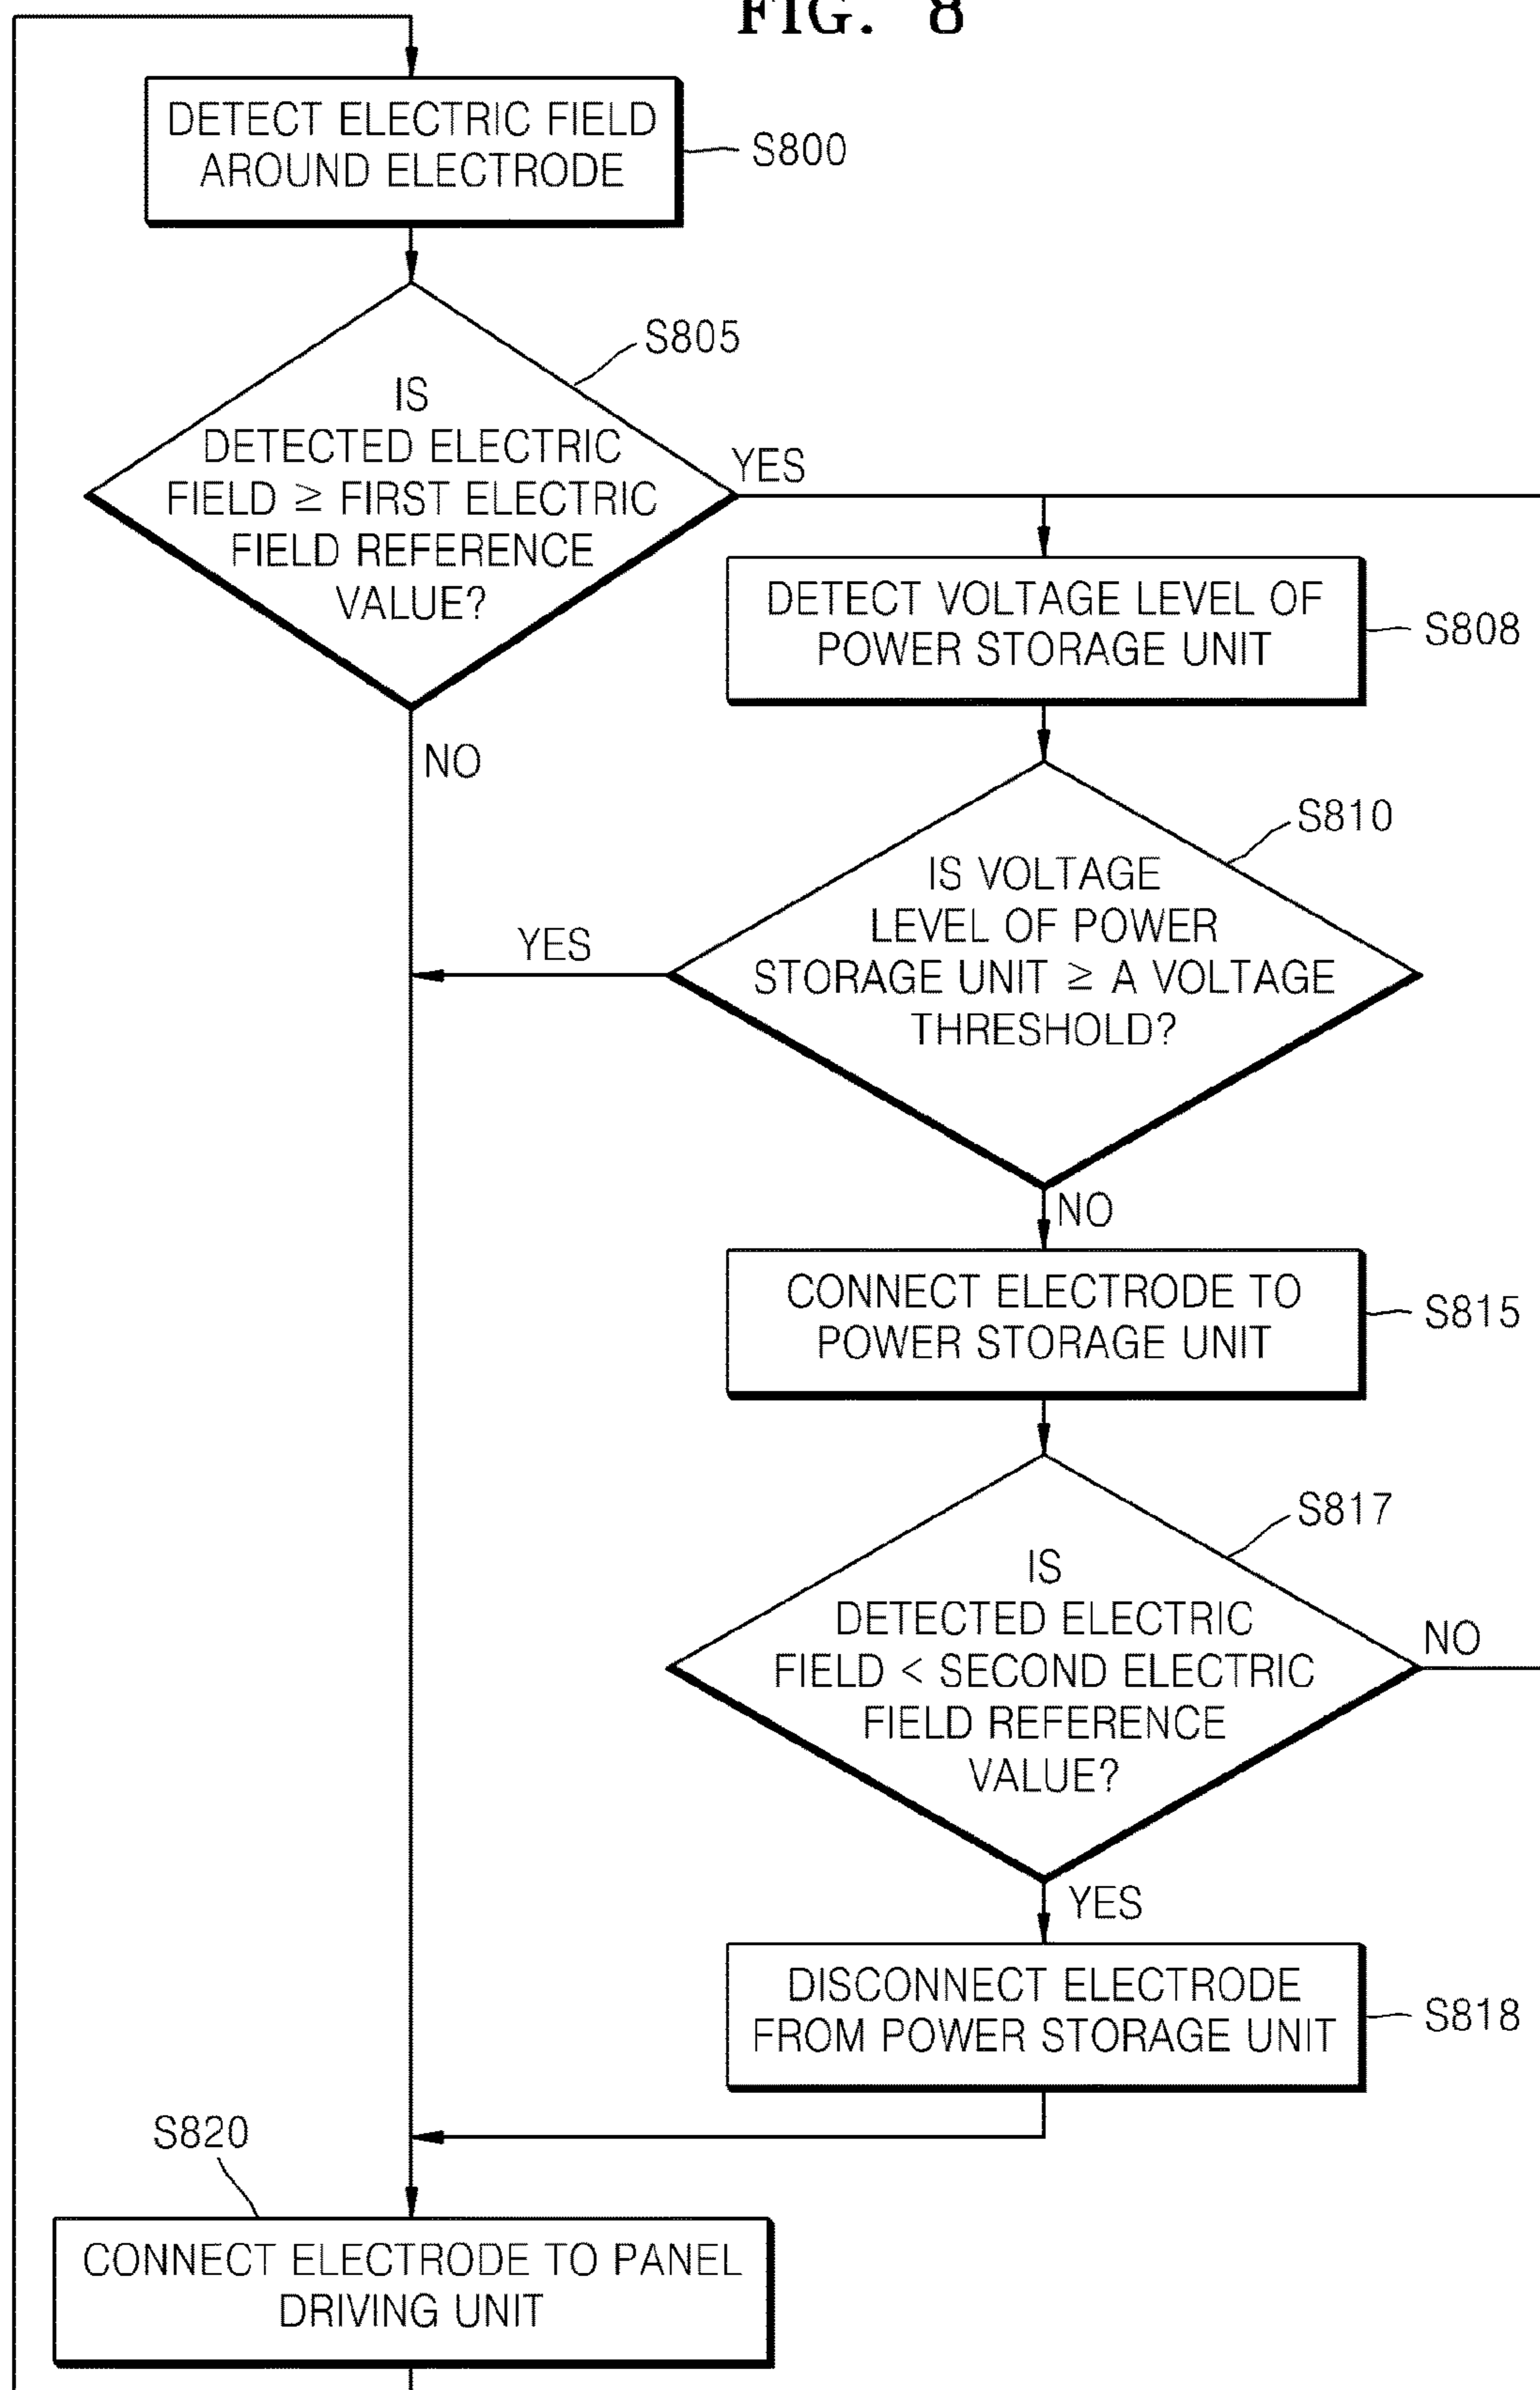 FIG. 8
DETECT ELECTRIC FIELD
AROUND ELECTRODE
S800
S805
IS
DETECTED ELECTRIC
FIELD ≥ FIRST ELECTRIC
FIELD REFERENCE
VALUE?
YES
NO
DETECT VOLTAGE LEVEL OF
POWER STORAGE UNIT
S808
S810
IS VOLTAGE
LEVEL OF POWER
STORAGE UNIT ≥ A VOLTAGE
THRESHOLD?
YES
NO
CONNECT ELECTRODE TO
POWER STORAGE UNIT
S815
S817
IS
DETECTED ELECTRIC
FIELD < SECOND ELECTRIC
FIELD REFERENCE
VALUE?
NO
YES
DISCONNECT ELECTRODE
FROM POWER STORAGE UNIT
S818
S820
CONNECT ELECTRODE TO PANEL
DRIVING UNIT